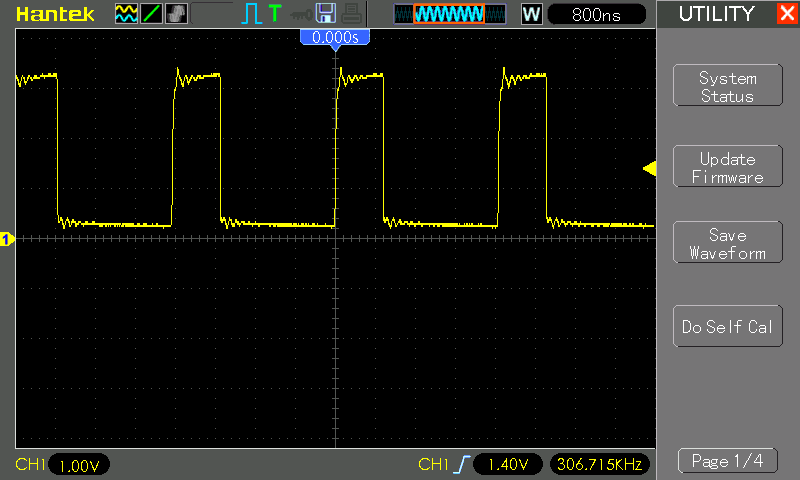 Hantek
T
W
800ns
UTILITY
0.000s
System
Status
Update
Firmware
Save
Waveform
Do Self Cal
1
CH1 1.00V
CH1 1.40V 306.715KHz
Page 1/4